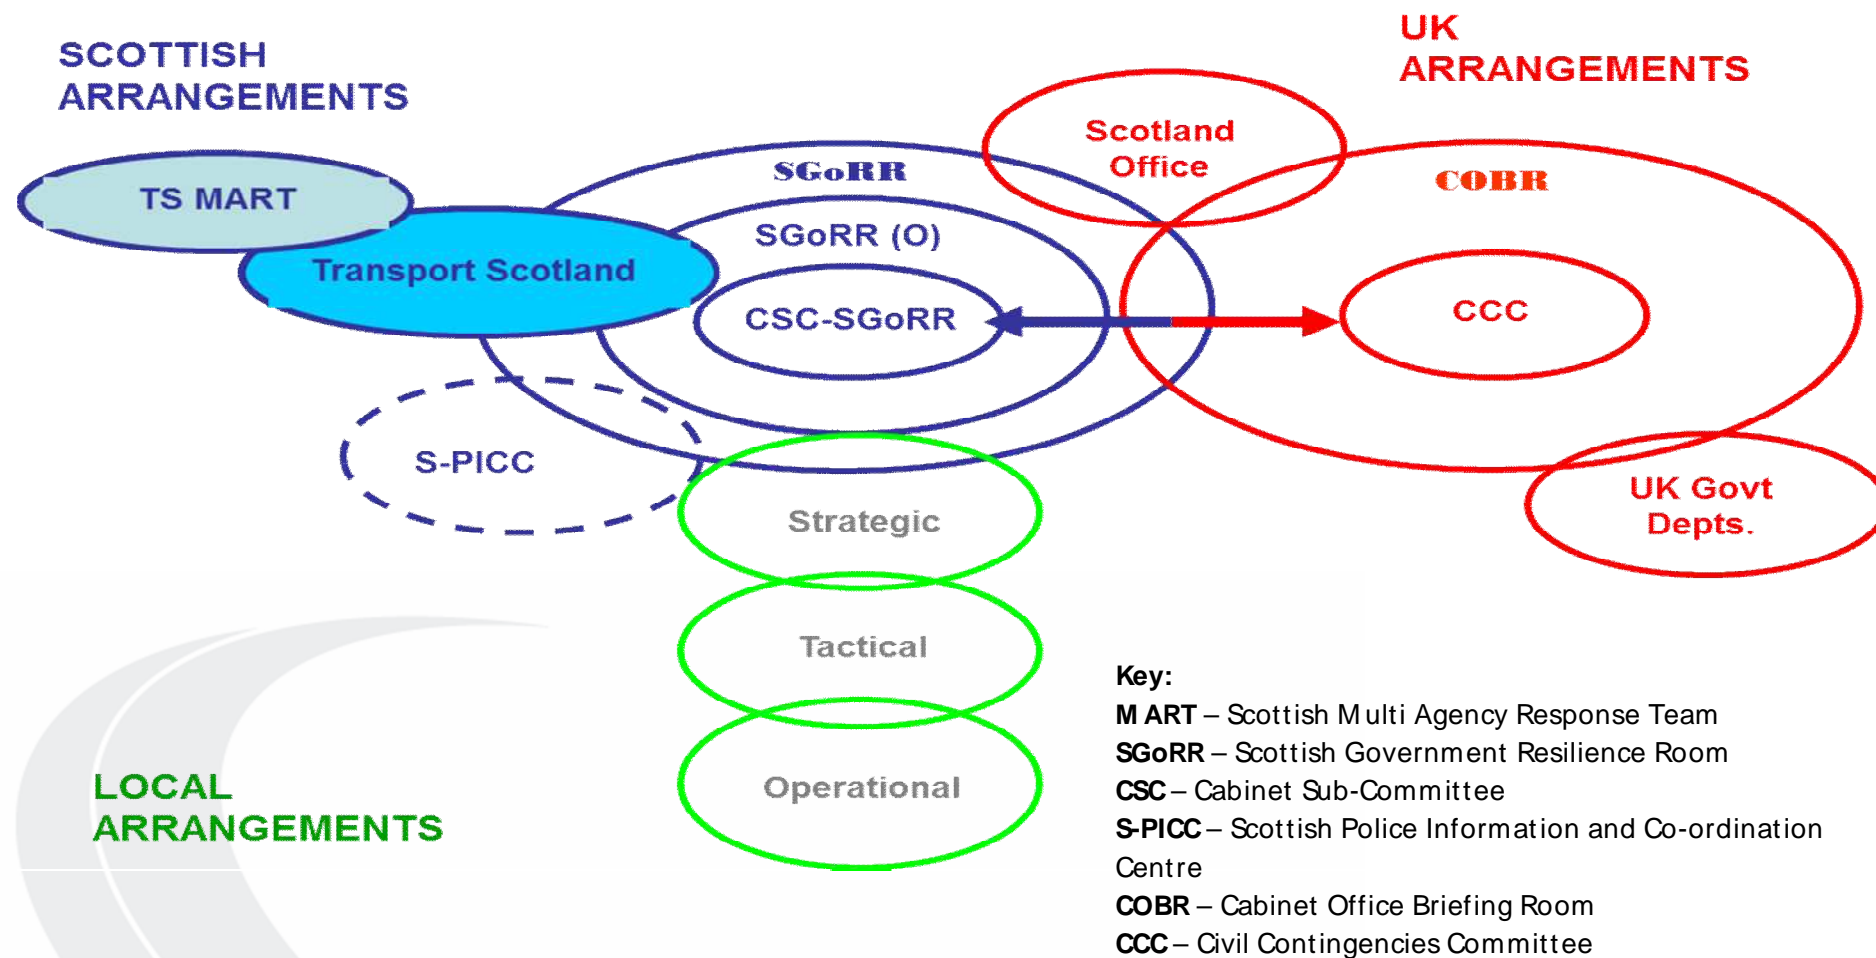 SCOTTISH
ARRANGEMENTS
UK
ARRANGEMENTS
TS MART
Transport Scotland
SGoRR
SGoRR (O)
CSC-SGoRR
Scotland
Office
COBR
CCC
S-PICC
UK Govt
Depts.
Strategic
Tactical
Operational
LOCAL
ARRANGEMENTS
Key:
MART – Scottish Multi Agency Response Team
SGoRR – Scottish Government Resilience Room
CSC – Cabinet Sub-Committee
S-PICC – Scottish Police Information and Co-ordination
Centre
COBR – Cabinet Office Briefing Room
CCC – Civil Contingencies Committee